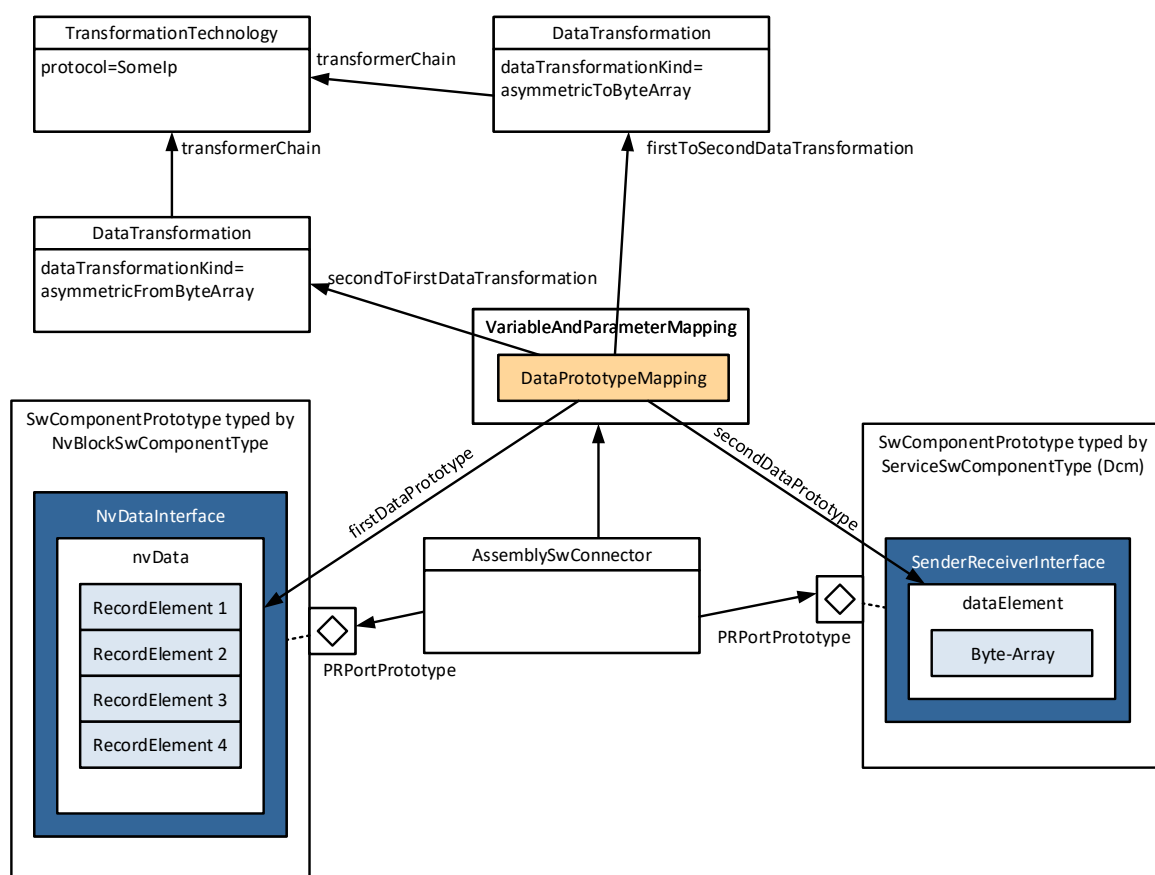 TransformationTechnology
protocol=SomeIp
transformerChain
DataTransformation
dataTransformationKind=
asymmetricToByteArray
transformerChain
firstToSecondDataTransformation
DataTransformation
dataTransformationKind=
asymmetricFromByteArray
secondToFirstDataTransformation
VariableAndParameterMapping
DataPrototypeMapping
SwComponentPrototype typed by
NvBlockSwComponentType
firstDataPrototype
secondDataPrototype
SwComponentPrototype typed by
ServiceSwComponentType (Dcm)
NvDataInterface
nvData
RecordElement 1
RecordElement 2
RecordElement 3
RecordElement 4
AssemblySwConnector
PRPortPrototype
PRPortPrototype
SenderReceiverInterface
dataElement
Byte-Array